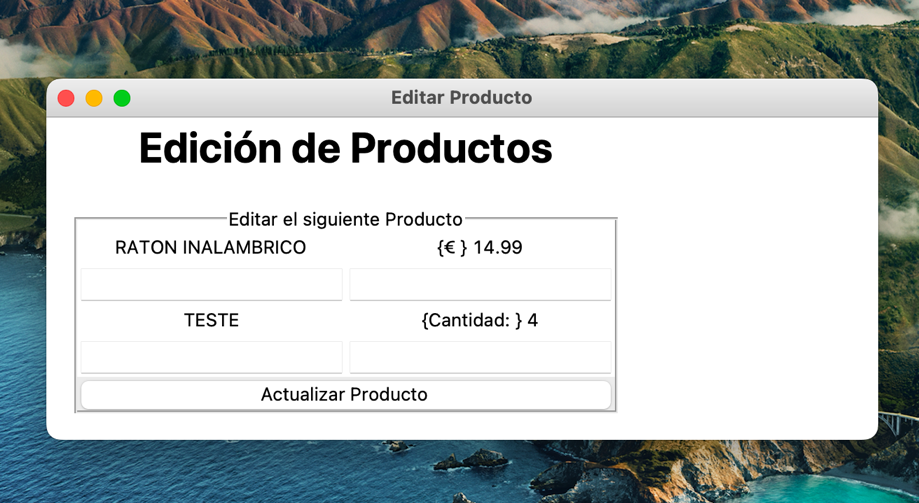 Editar Producto
Edición de Productos
Editar el siguiente Producto
RATON INALAMBRICO {€ } 14.99
TESTE {Cantidad: } 4
Actualizar Producto